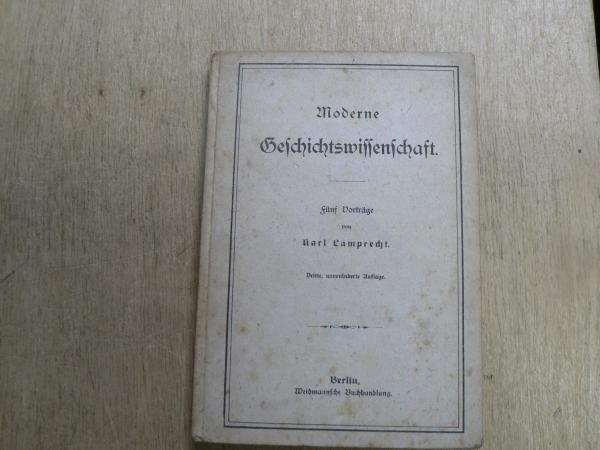 Moderne
Geschichtswissenschaft.
Fünf Vorträge
von
Karl Lamprecht.
Dritte, unveränderte Auflage.
Berlin,
Weidmannsche Buchhandlung.